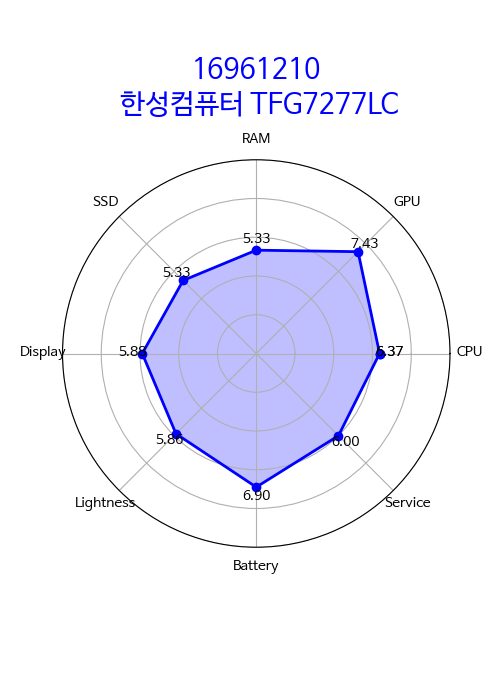 16961210
한성컴퓨터 TFG7277LC
RAM
SSD
GPU
5.33
7.43
5.33
Display
5.88
6.37
CPU
5.86
6.00
6.90
Lightness
Service
Battery